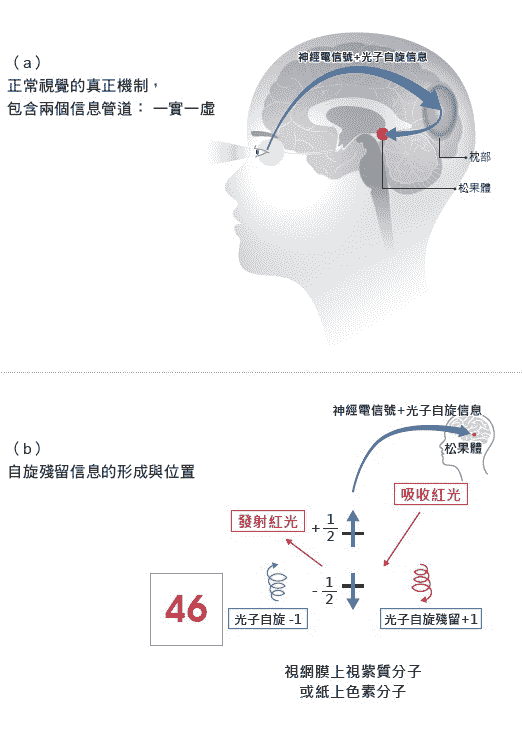 （a）
正常視覺的真正機制，
包含兩個信息管道： 一實一虛
神經電信號+光子自旋信息
枕部
松果體
（b）
自旋殘留信息的形成與位置
神經電信號+光子自旋信息
松果體
吸收紅光
發射紅光
+ 1/2
- 1/2
46
光子自旋 -1
光子自旋殘留+1
視網膜上視紫質分子
或紙上色素分子